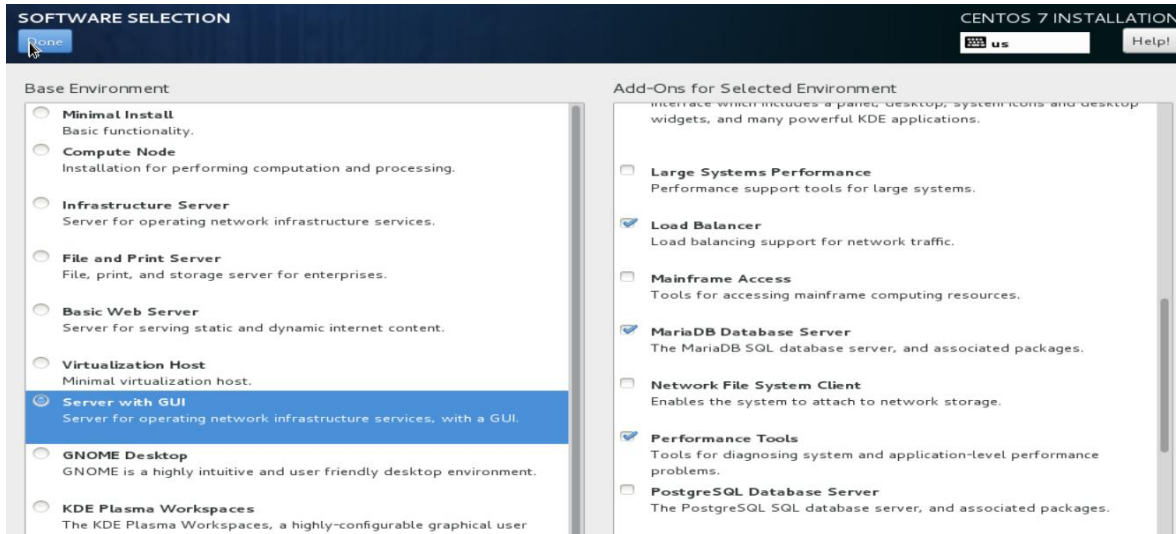 SOFTWARE SELECTION
Done
CENTOS 7 INSTALLATION
us
Help!
Base Environment
Minimal Install
Basic functionality.
Compute Node
Installation for performing computation and processing.
Infrastructure Server
Server for operating network infrastructure services.
File and Print Server
File, print, and storage server for enterprises.
Basic Web Server
Server for serving static and dynamic internet content.
Virtualization Host
Minimal virtualization host.
Server with GUI
Server for operating network infrastructure services, with a GUI.
GNOME Desktop
GNOME is a highly intuitive and user friendly desktop environment.
KDE Plasma Workspaces
The KDE Plasma Workspaces, a highly-configurable graphical user
Add-Ons for Selected Environment
interface which includes a panel, desktop, system icons and desktop
widgets, and many powerful KDE applications.
Large Systems Performance
Performance support tools for large systems.
Load Balancer
Load balancing support for network traffic.
Mainframe Access
Tools for accessing mainframe computing resources.
MariaDB Database Server
The MariaDB SQL database server, and associated packages.
Network File System Client
Enables the system to attach to network storage.
Performance Tools
Tools for diagnosing system and application-level performance
problems.
PostgreSQL Database Server
The PostgreSQL SQL database server, and associated packages.